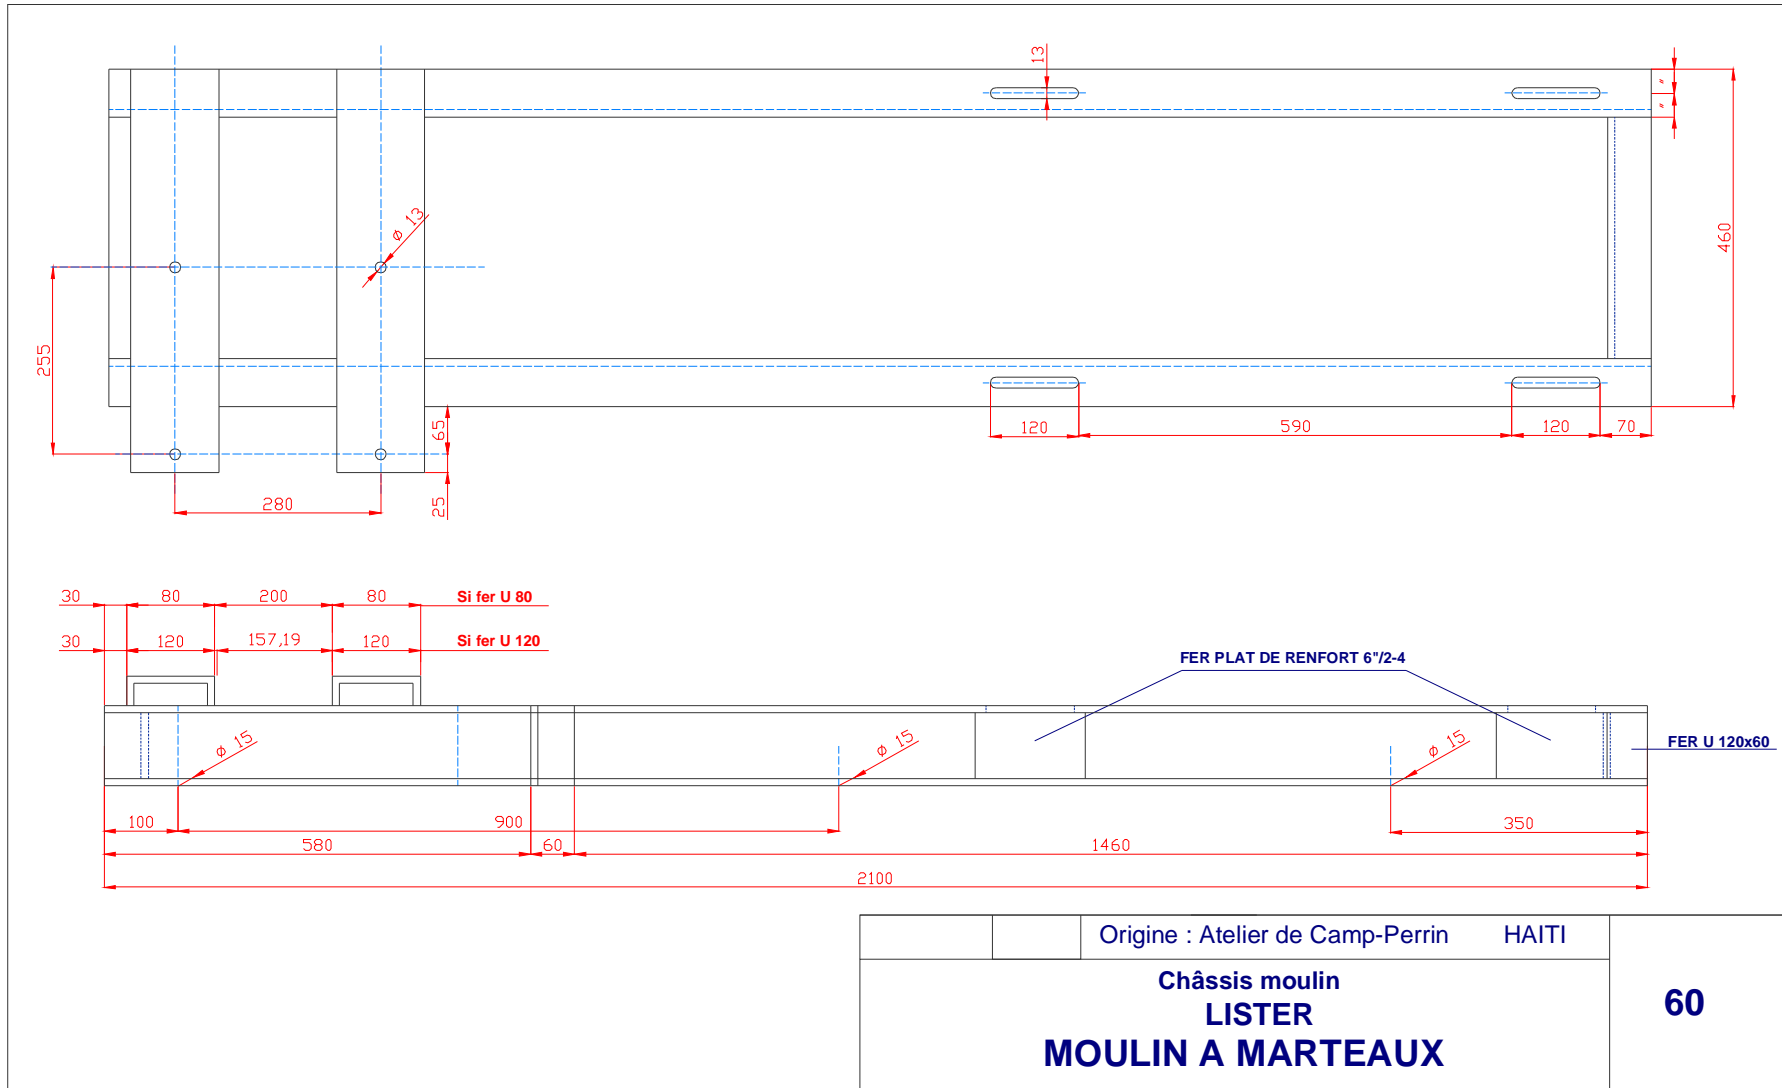 13
"
"
460
ø 13
255
65
25
280
120
590
120
70
30
80
200
80
Si fer U 80
30
120
157,19
120
Si fer U 120
FER PLAT DE RENFORT 6"/2-4
FER U 120x60
ø 15
ø 15
ø 15
100
900
350
580
60
1460
2100
Origine : Atelier de Camp-Perrin HAITI
Châssis moulin
LISTER
MOULIN A MARTEAUX
60